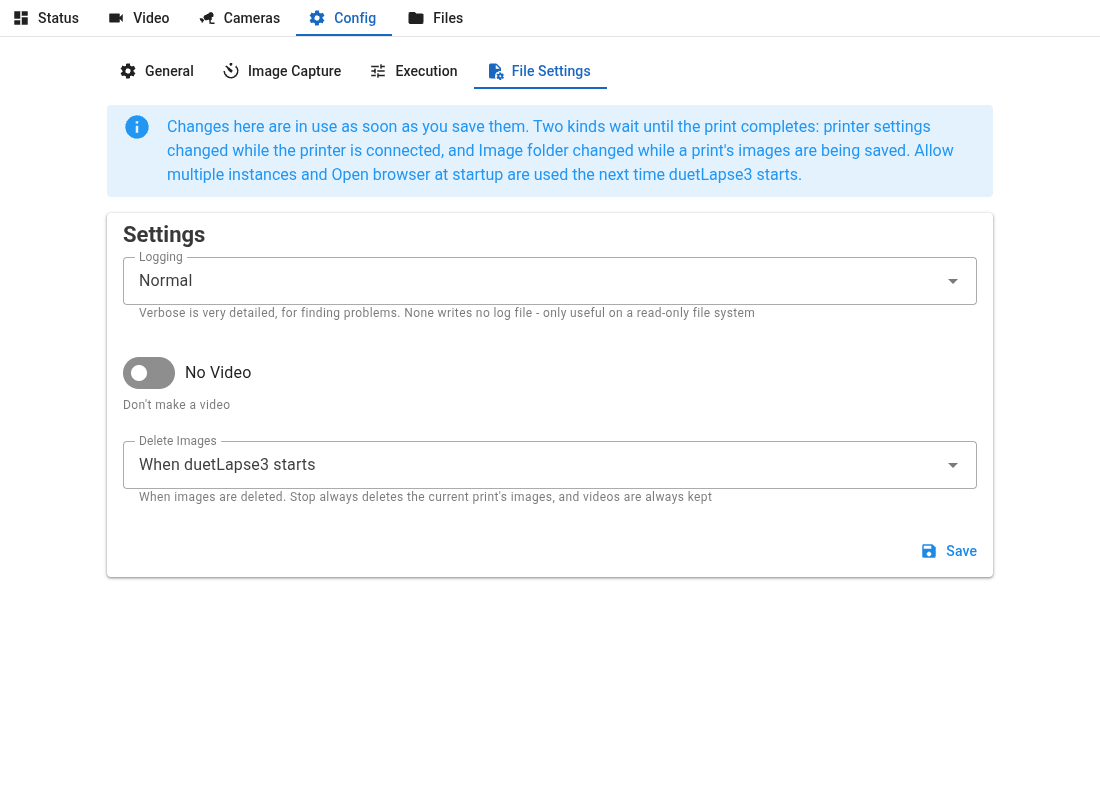 Status Video Cameras Config Files
General Image Capture Execution File Settings
Changes here are in use as soon as you save them. Two kinds wait until the print completes: printer settings
changed while the printer is connected, and Image folder changed while a print's images are being saved. Allow
multiple instances and Open browser at startup are used the next time duetLapse3 starts.
Settings
Logging
Normal
Verbose is very detailed, for finding problems. None writes no log file - only useful on a read-only file system
No Video
Don't make a video
Delete Images
When duetLapse3 starts
When images are deleted. Stop always deletes the current print's images, and videos are always kept
Save